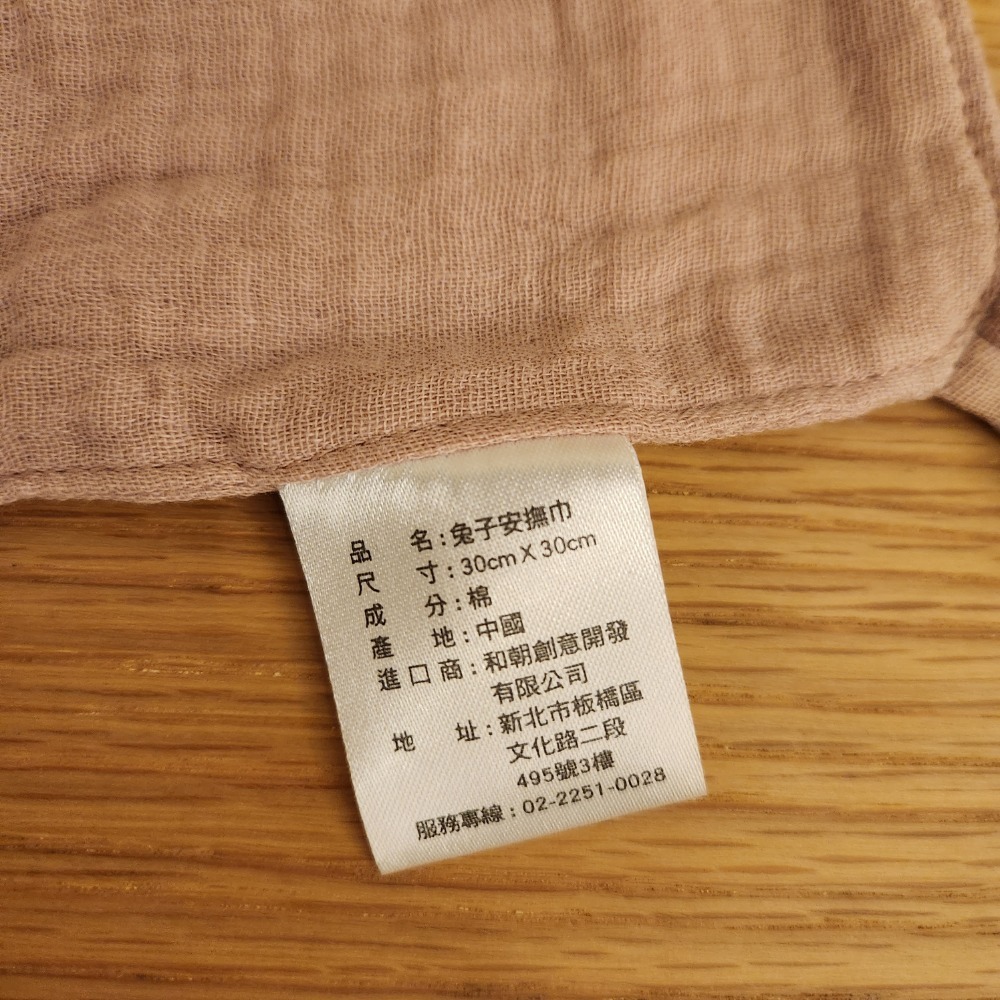 品名:兔子安撫巾
尺寸:30cm X 30cm
成分:棉
產地:中國
進口商:和朝創意開發
有限公司
地址:新北市板橋區
文化路二段
495號3樓
服務專線:02-2251-0028